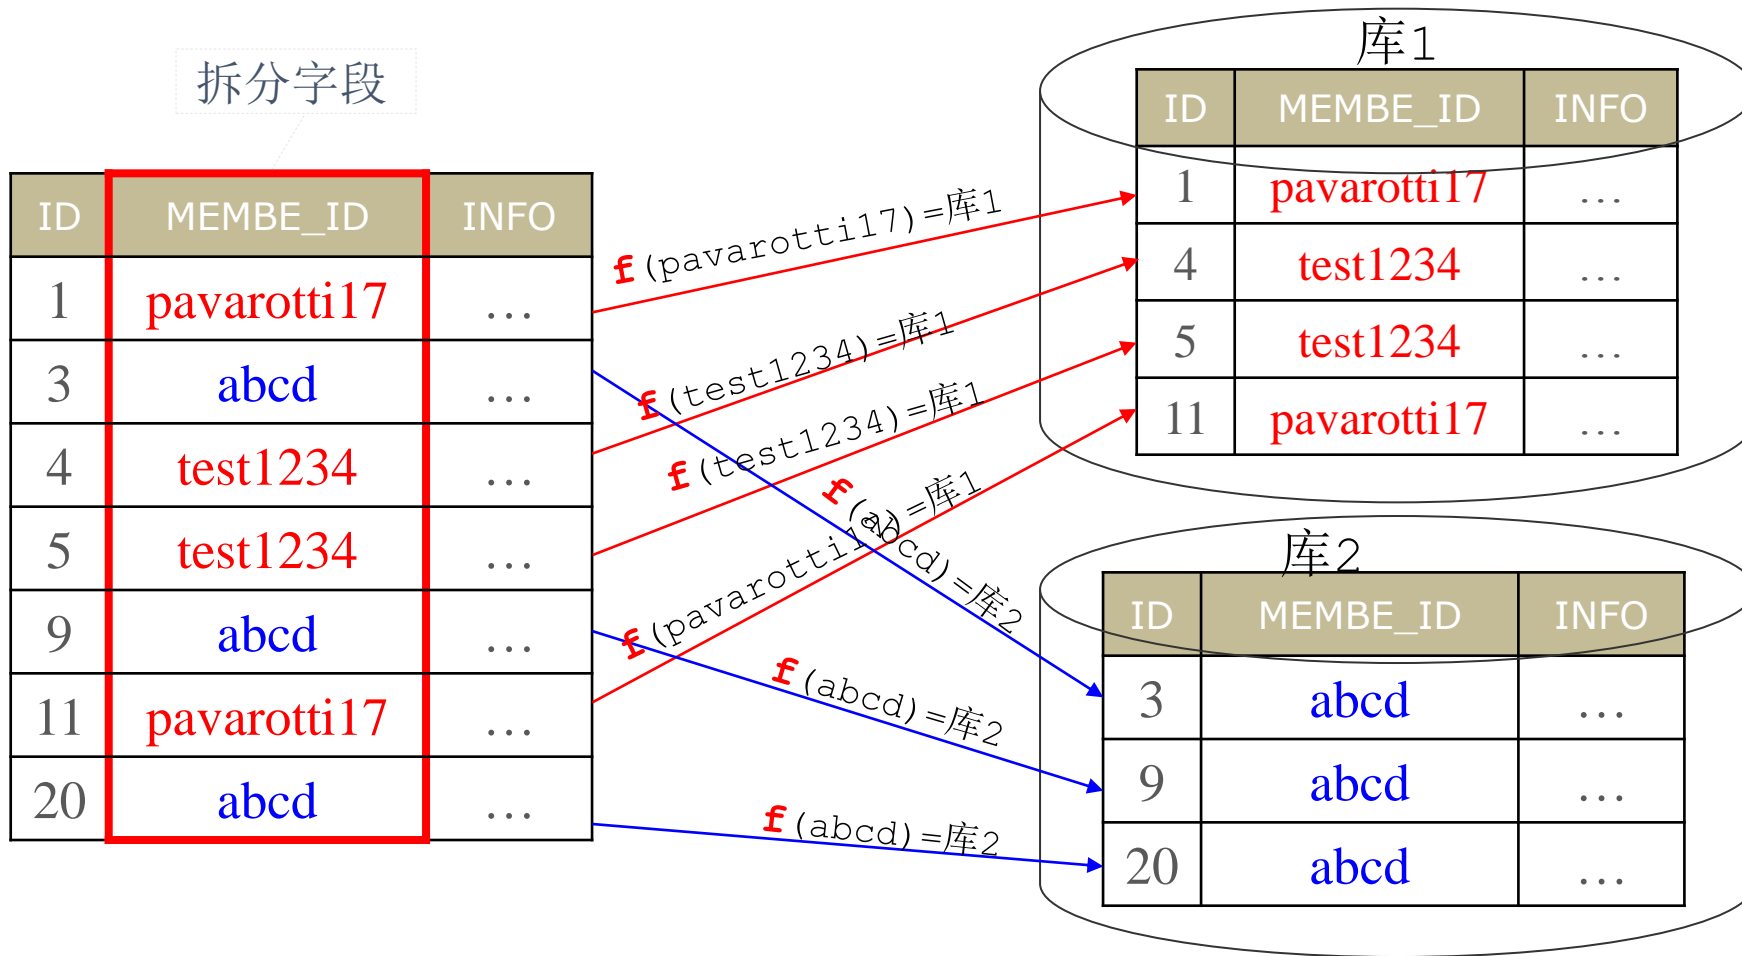 拆分字段
ID MEMBE_ID INFO
1 pavarotti17 ...
3 abcd ...
4 test1234 ...
5 test1234 ...
9 abcd ...
11 pavarotti17 ...
20 abcd ...
f(pavarotti17)=库1
f(test1234)=库1
f(test1234)=库1
f(abcd)=库2
f(pavarotti17)=库1
f(abcd)=库2
f(abcd)=库2
库1
ID MEMBE_ID INFO
1 pavarotti17 ...
4 test1234 ...
5 test1234 ...
11 pavarotti17 ...
库2
ID MEMBE_ID INFO
3 abcd ...
9 abcd ...
20 abcd ...